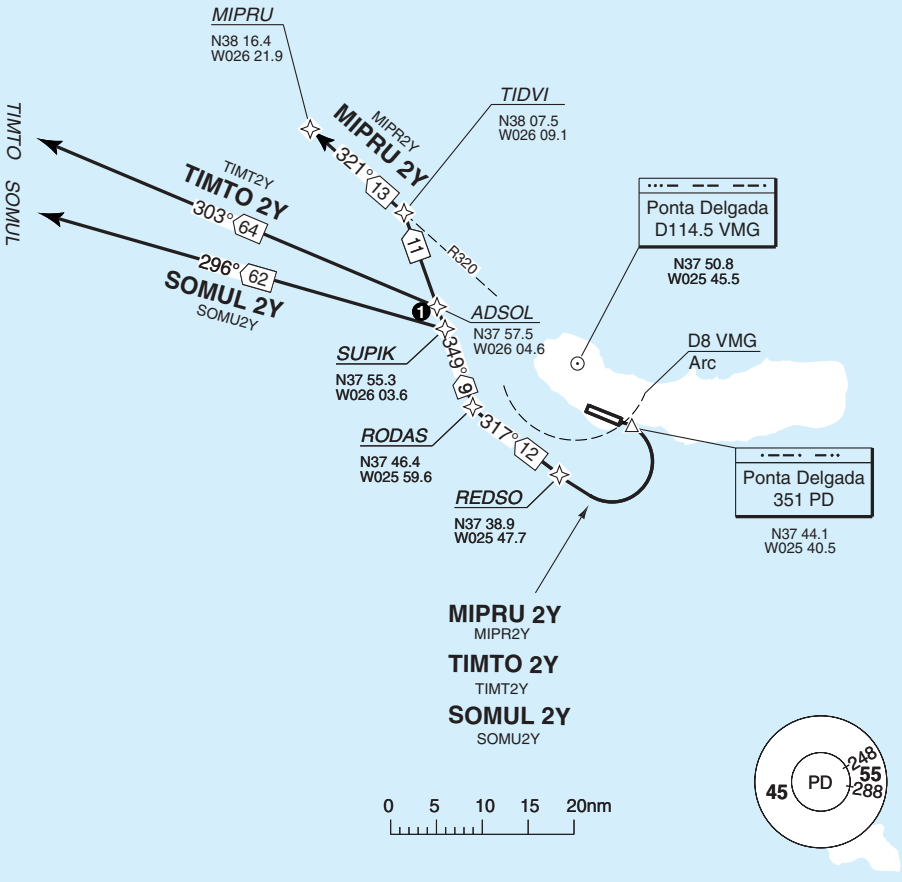 MIPRU
N38 16.4
W026 21.9
TIDVI
N38 07.5
W026 09.1
MIPR2Y
MIPRU 2Y
321°
13
TIMTO
SOMUL
TIMT2Y
TIMTO 2Y
303°
64
296°
62
SOMUL 2Y
SOMU2Y
11
R320
Ponta Delgada
D114.5 VMG
N37 50.8
W025 45.5
1
ADSOL
N37 57.5
W026 04.6
SUPIK
N37 55.3
W026 03.6
349°
9
D8 VMG
Arc
RODAS
N37 46.4
W025 59.6
317°
12
REDSO
N37 38.9
W025 47.7
Ponta Delgada
351 PD
N37 44.1
W025 40.5
MIPRU 2Y
MIPR2Y
TIMTO 2Y
TIMT2Y
SOMUL 2Y
SOMU2Y
0 5 10 15 20nm
45
PD
248
55
288